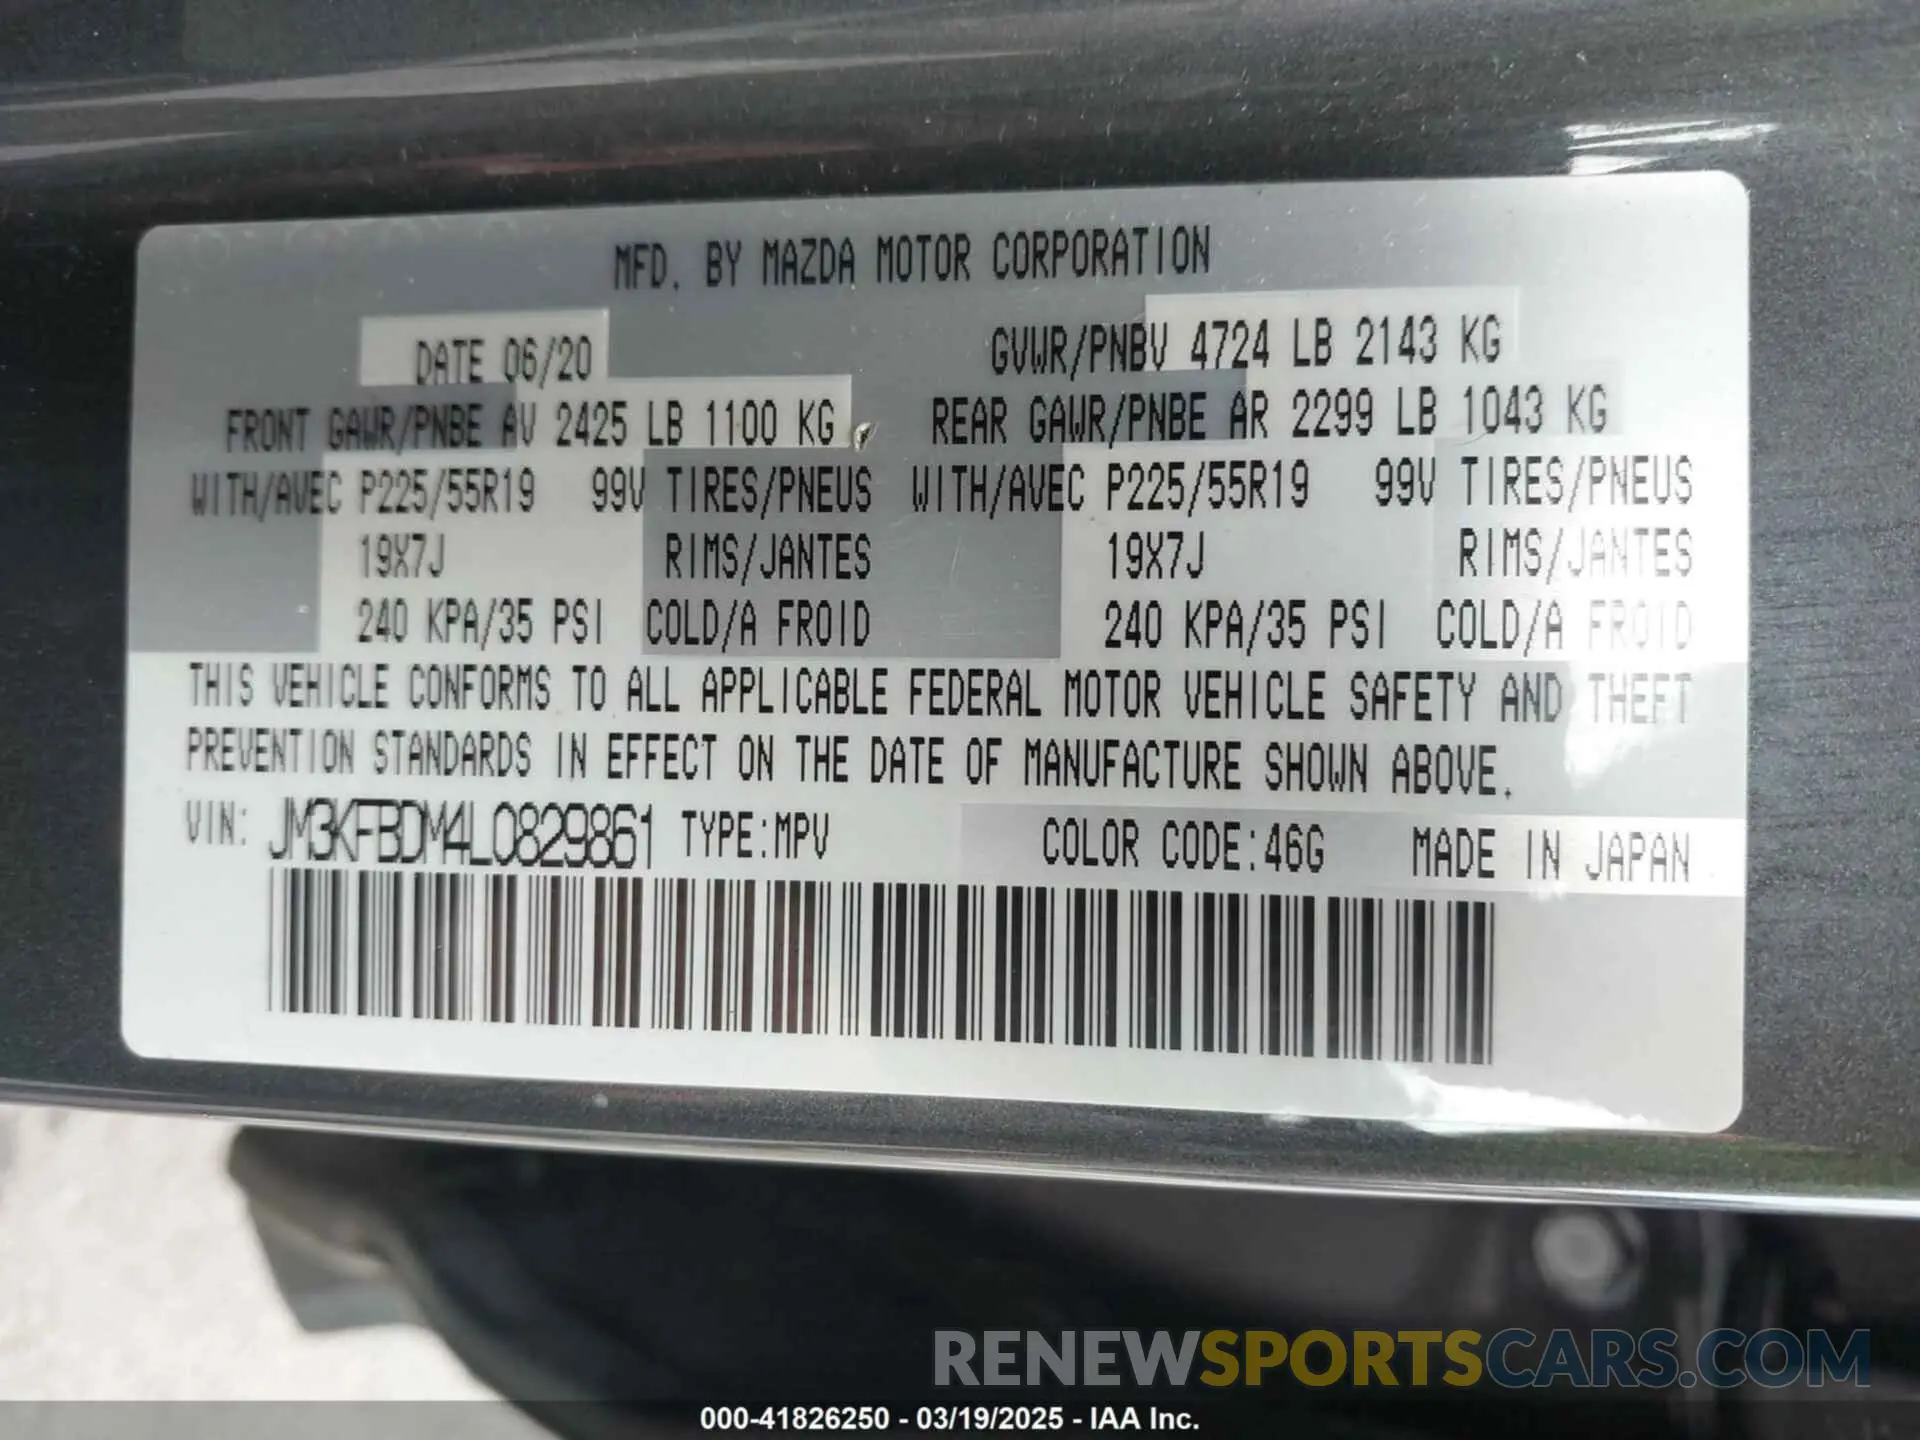 MFD. BY MAZDA MOTOR CORPORATION
DATE 06/20 GVWR/PNBV 4724 LB 2143 KG
FRONT GAWR/PNBE AV 2425 LB 1100 KG REAR GAWR/PNBE AR 2299 LB 1043 KG
WITH/AVEC P225/55R19 99V TIRES/PNEUS WITH/AVEC P225/55R19 99V TIRES/PNEUS
19X7J RIMS/JANTES 19X7J RIMS/JANTES
240 KPA/35 PSI COLD/A FROID 240 KPA/35 PSI COLD/A FROID
THIS VEHICLE CONFORMS TO ALL APPLICABLE FEDERAL MOTOR VEHICLE SAFETY AND THEFT
PREVENTION STANDARDS IN EFFECT ON THE DATE OF MANUFACTURE SHOWN ABOVE.
VIN: JM3KFBDM4L0829861 TYPE:MPV COLOR CODE:46G MADE IN JAPAN
RENEWSPORTSCARS.COM
000-41826250 - 03/19/2025 - IAA Inc.